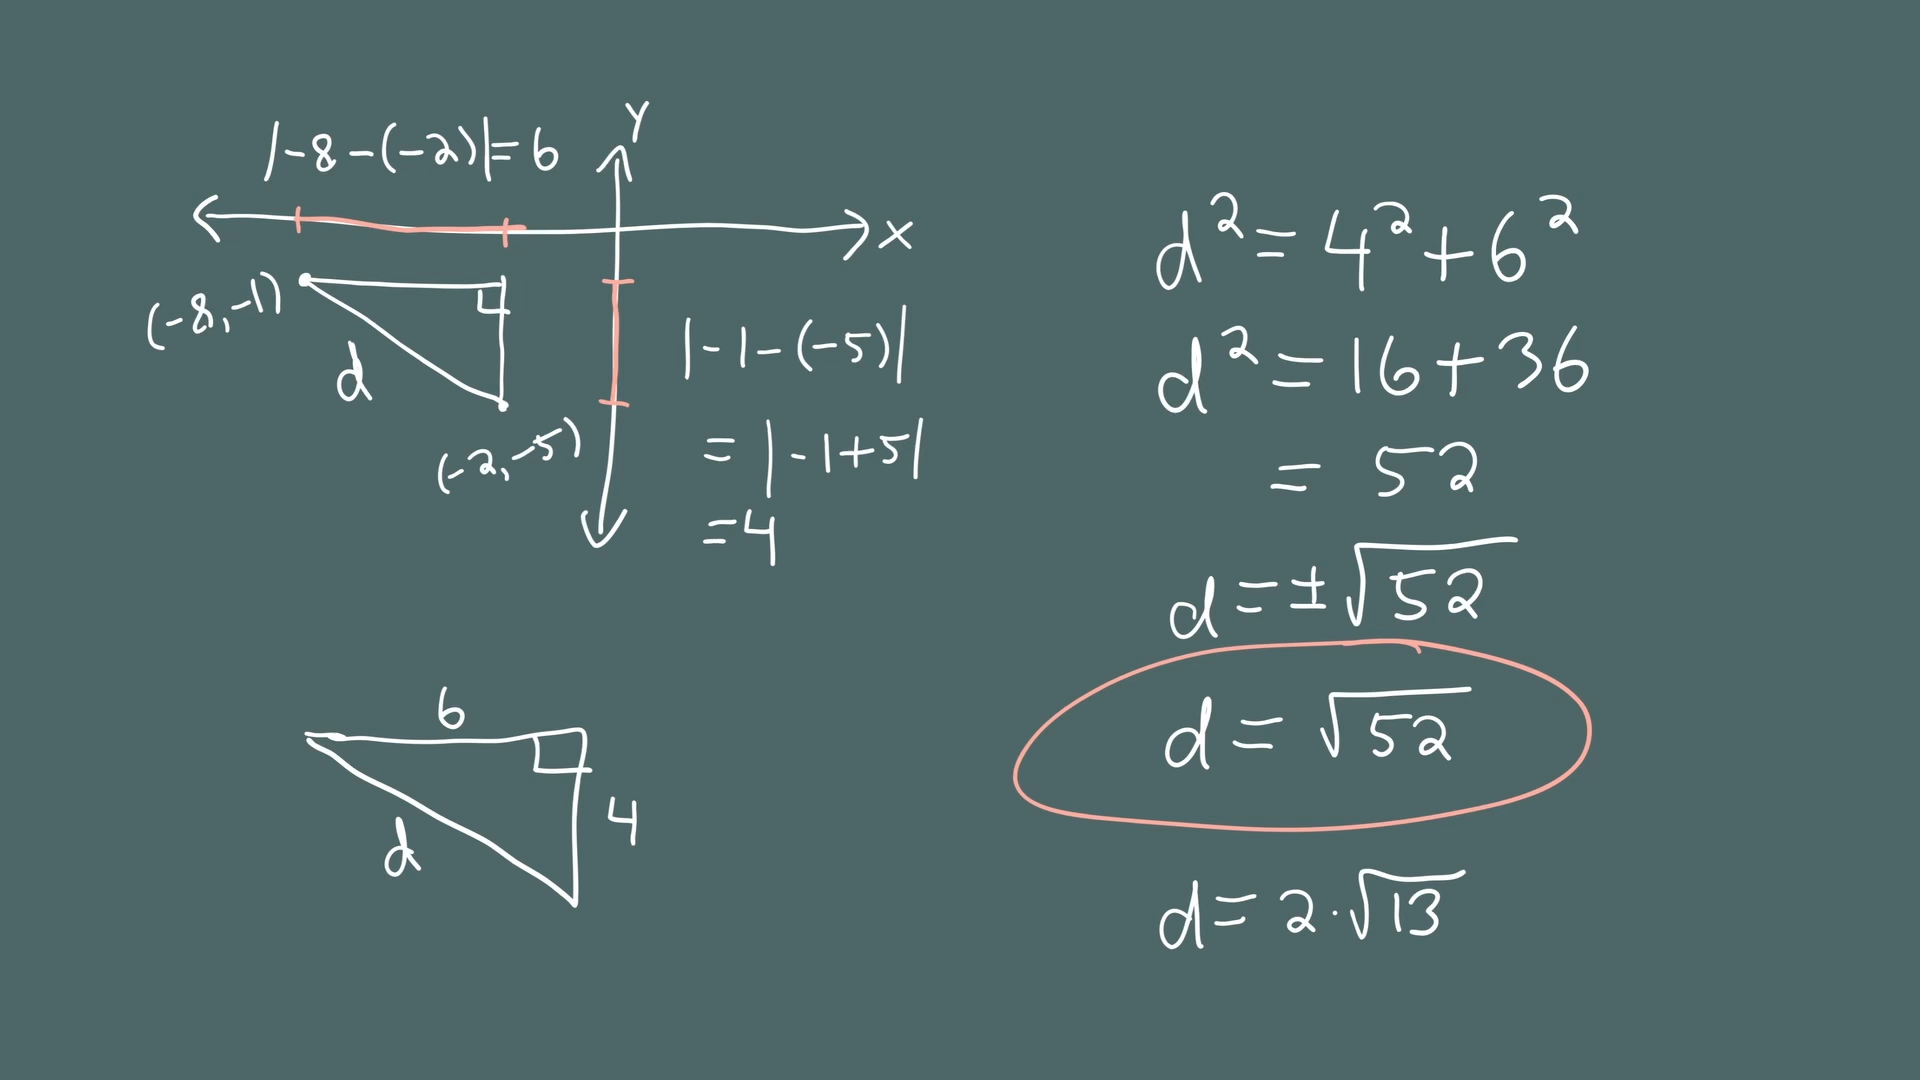 |-8-(-2)|=6
Y
X
(-8,-1)
d
(-2,-5)
|-1-(-5)|
= |-1+5|
=4
6
4
d
d²= 4²+6²
d²= 16+36
= 52
d=±√52
d= √52
d= 2·√13